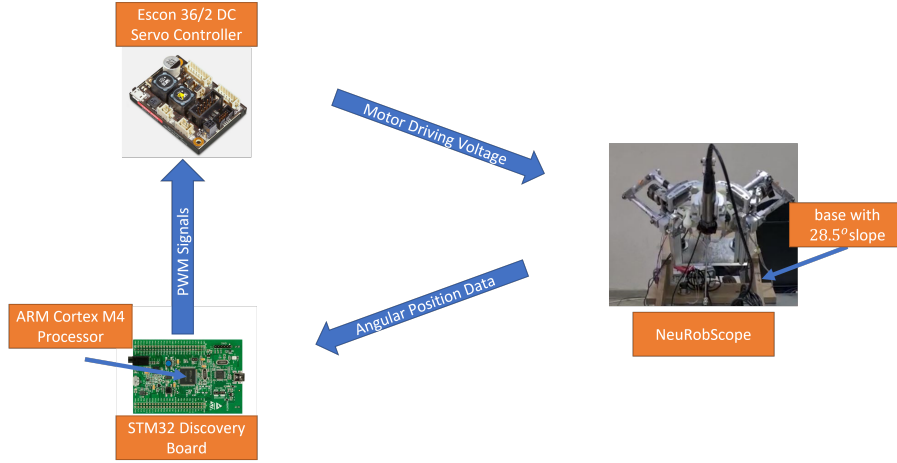 Escon 36/2 DC
Servo Controller
Motor Driving Voltage
PWM Signals
base with
28.5° slope
Angular Position Data
ARM Cortex M4
Processor
NeuRobScope
STM32 Discovery
Board